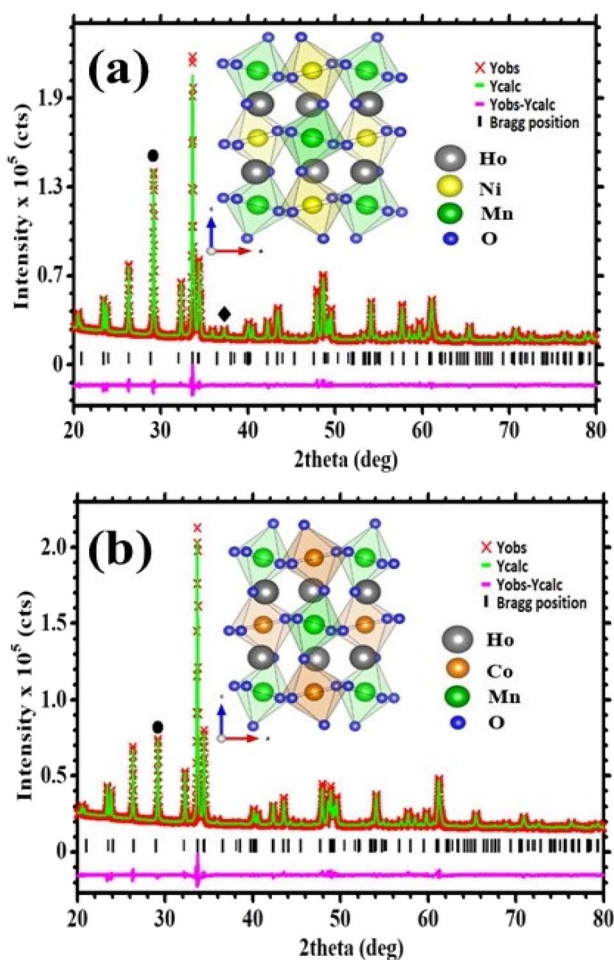 (a)
Yobs
Ycalc
Yobs-Ycalc
Bragg position
Ho
Ni
Mn
O
c
Intensity x 10⁵ (cts)
1.9
1.3
0.7
0
20 30 40 50 60 70 80
2theta (deg)
(b)
Yobs
Ycalc
Yobs-Ycalc
Bragg position
Ho
Co
Mn
O
c
Intensity x 10⁵ (cts)
2.0
1.5
1.0
0.5
0
20 30 40 50 60 70 80
2theta (deg)